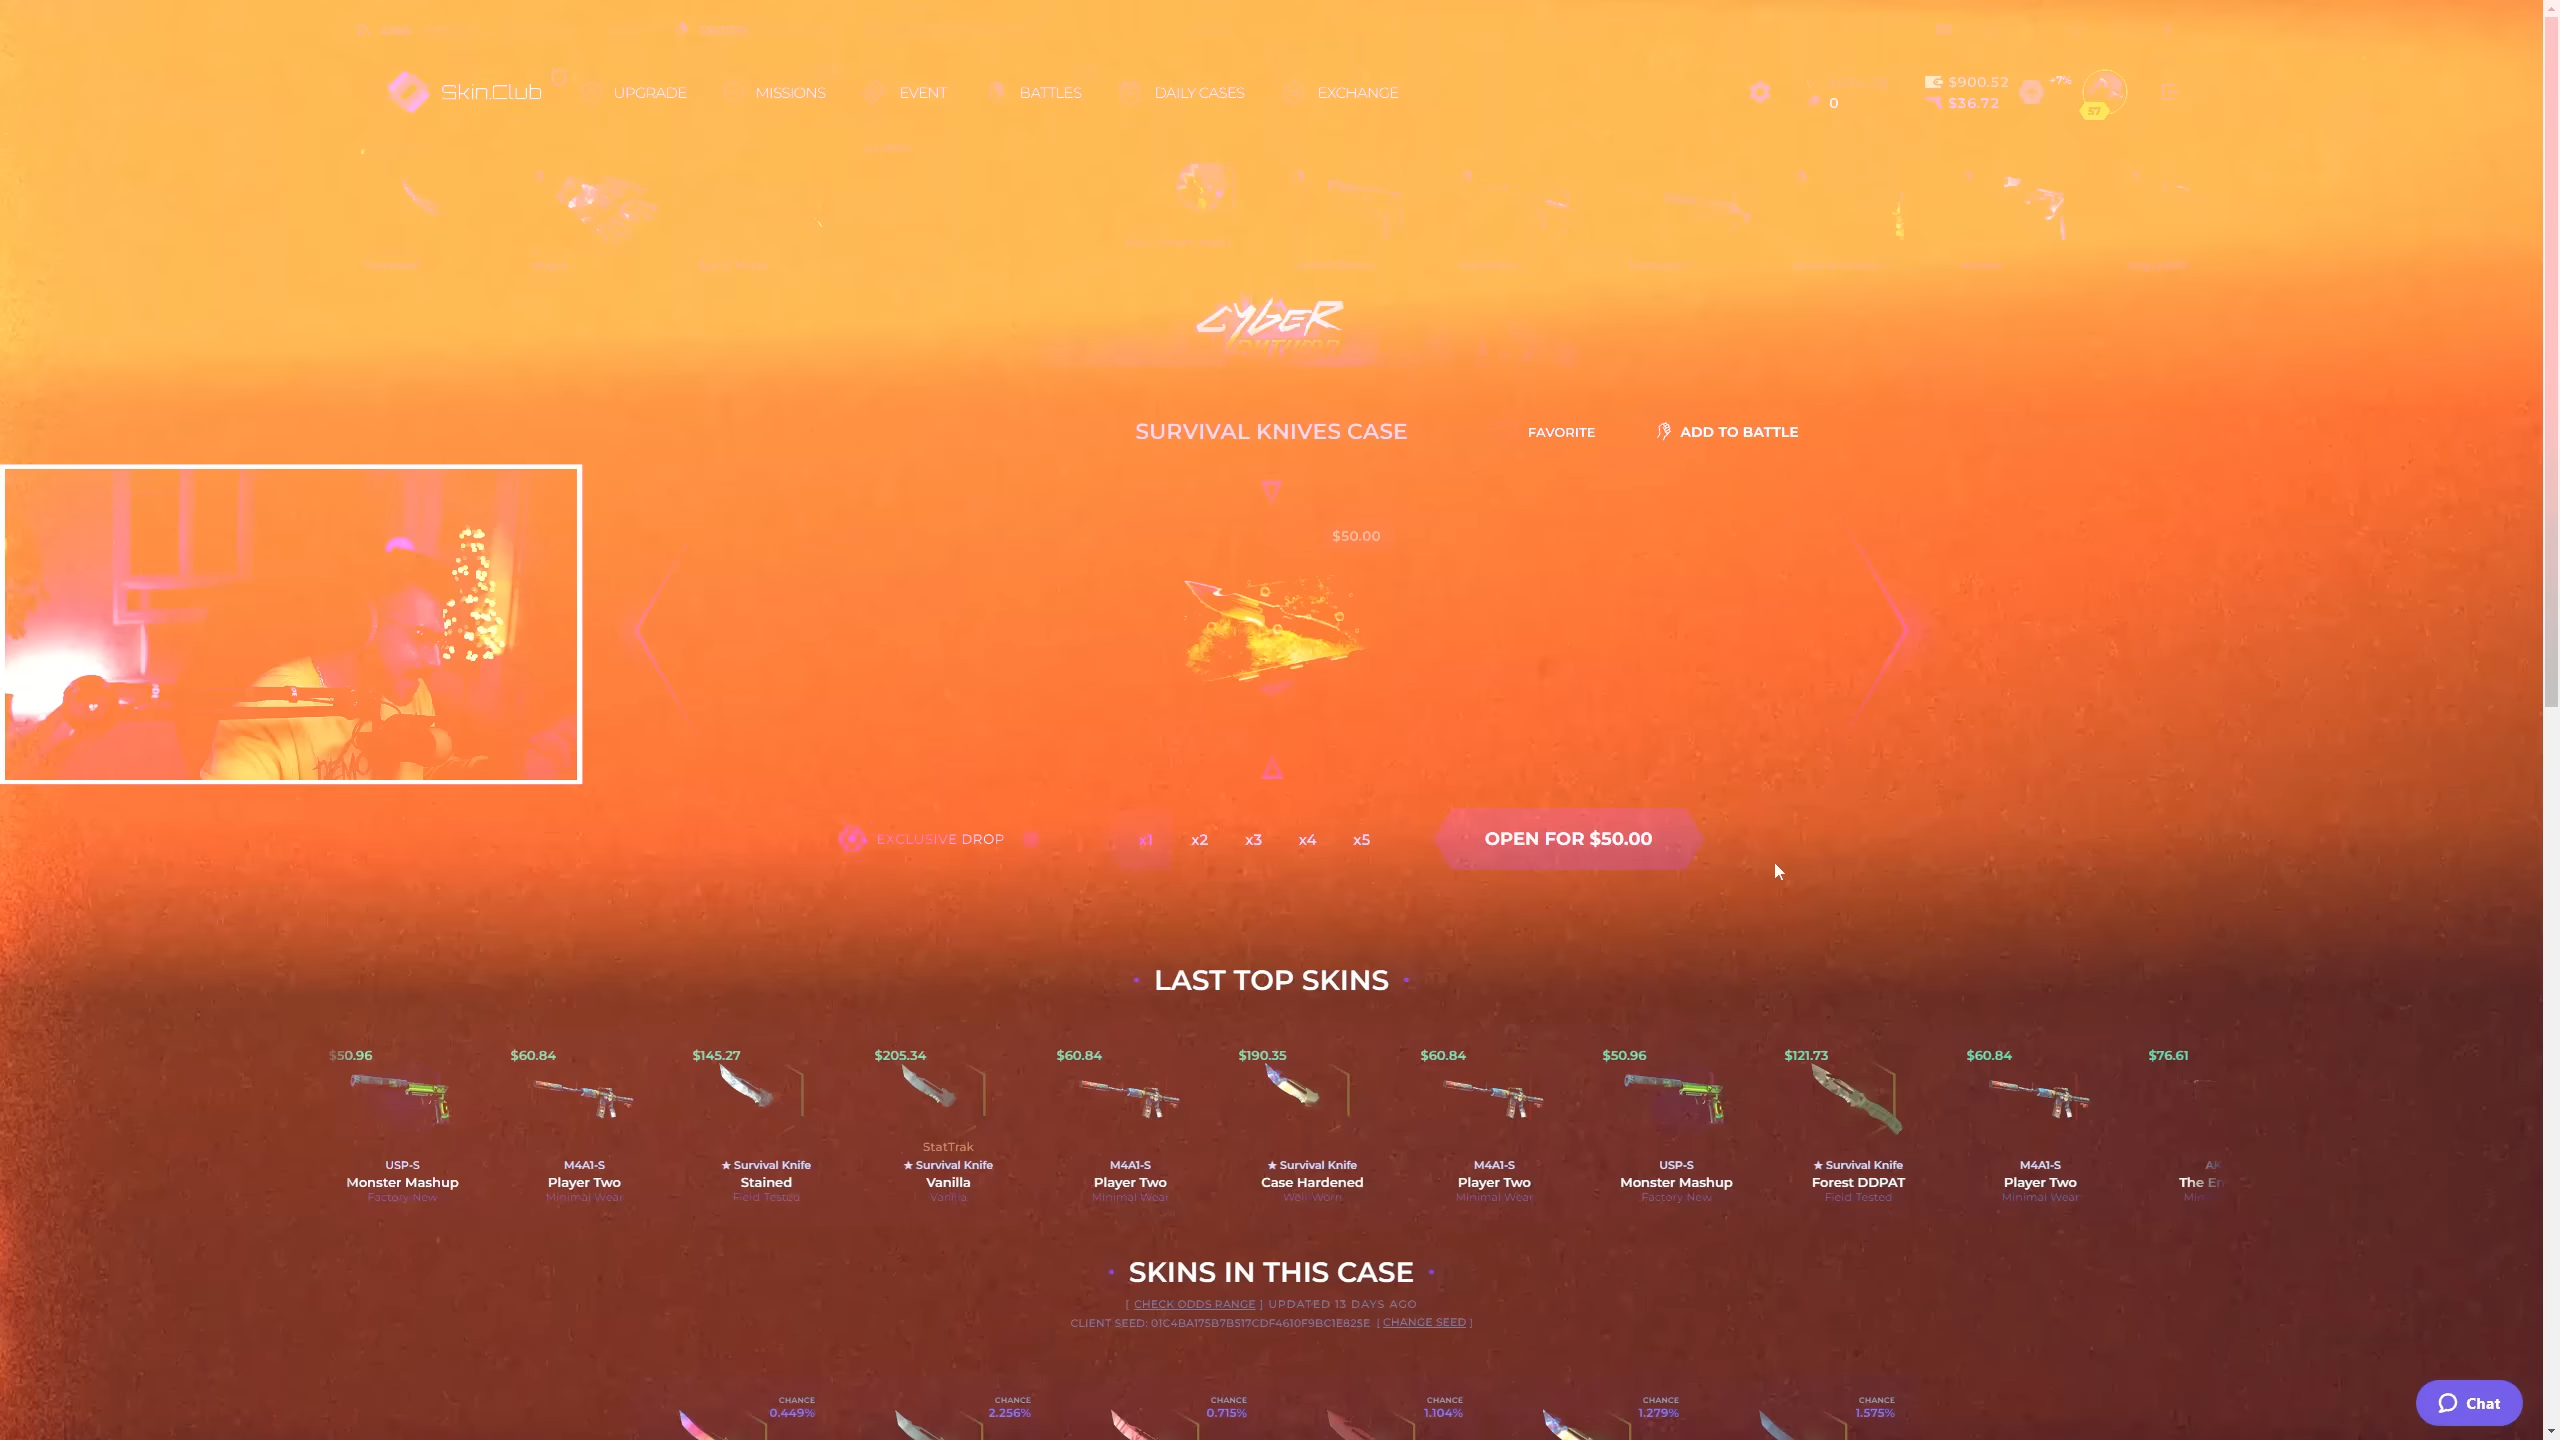 Skin.Club
UPGRADE
MISSIONS
EVENT
BATTLES
DAILY CASES
EXCHANGE
0
$900.52
$36.72
+7%
57
CYBER
SURVIVAL KNIVES CASE
FAVORITE
ADD TO BATTLE
$50.00
EXCLUSIVE DROP
x1
x2
x3
x4
x5
OPEN FOR $50.00
LAST TOP SKINS
$50.96
$60.84
$145.27
$205.34
$60.84
$190.35
$60.84
$50.96
$121.73
$60.84
$76.61
StatTrak
USP-S
M4A1-S
★ Survival Knife
★ Survival Knife
M4A1-S
★ Survival Knife
M4A1-S
USP-S
★ Survival Knife
M4A1-S
Monster Mashup
Player Two
Stained
Vanilla
Player Two
Case Hardened
Player Two
Monster Mashup
Forest DDPAT
Player Two
The
Factory New
Minimal Wear
Field Tested
Vanilla
Minimal Wear
Well Worn
Minimal Wear
Factory New
Field Tested
Minimal Wear
SKINS IN THIS CASE
[ CHECK ODDS RANGE ] UPDATED 13 DAYS AGO
CLIENT SEED: 01C4BA175B7B517CDF4610F9BC1E825E [ CHANGE SEED ]
CHANCE
CHANCE
CHANCE
CHANCE
CHANCE
CHANCE
0.449%
2.256%
0.715%
1.104%
1.279%
1.575%
Chat